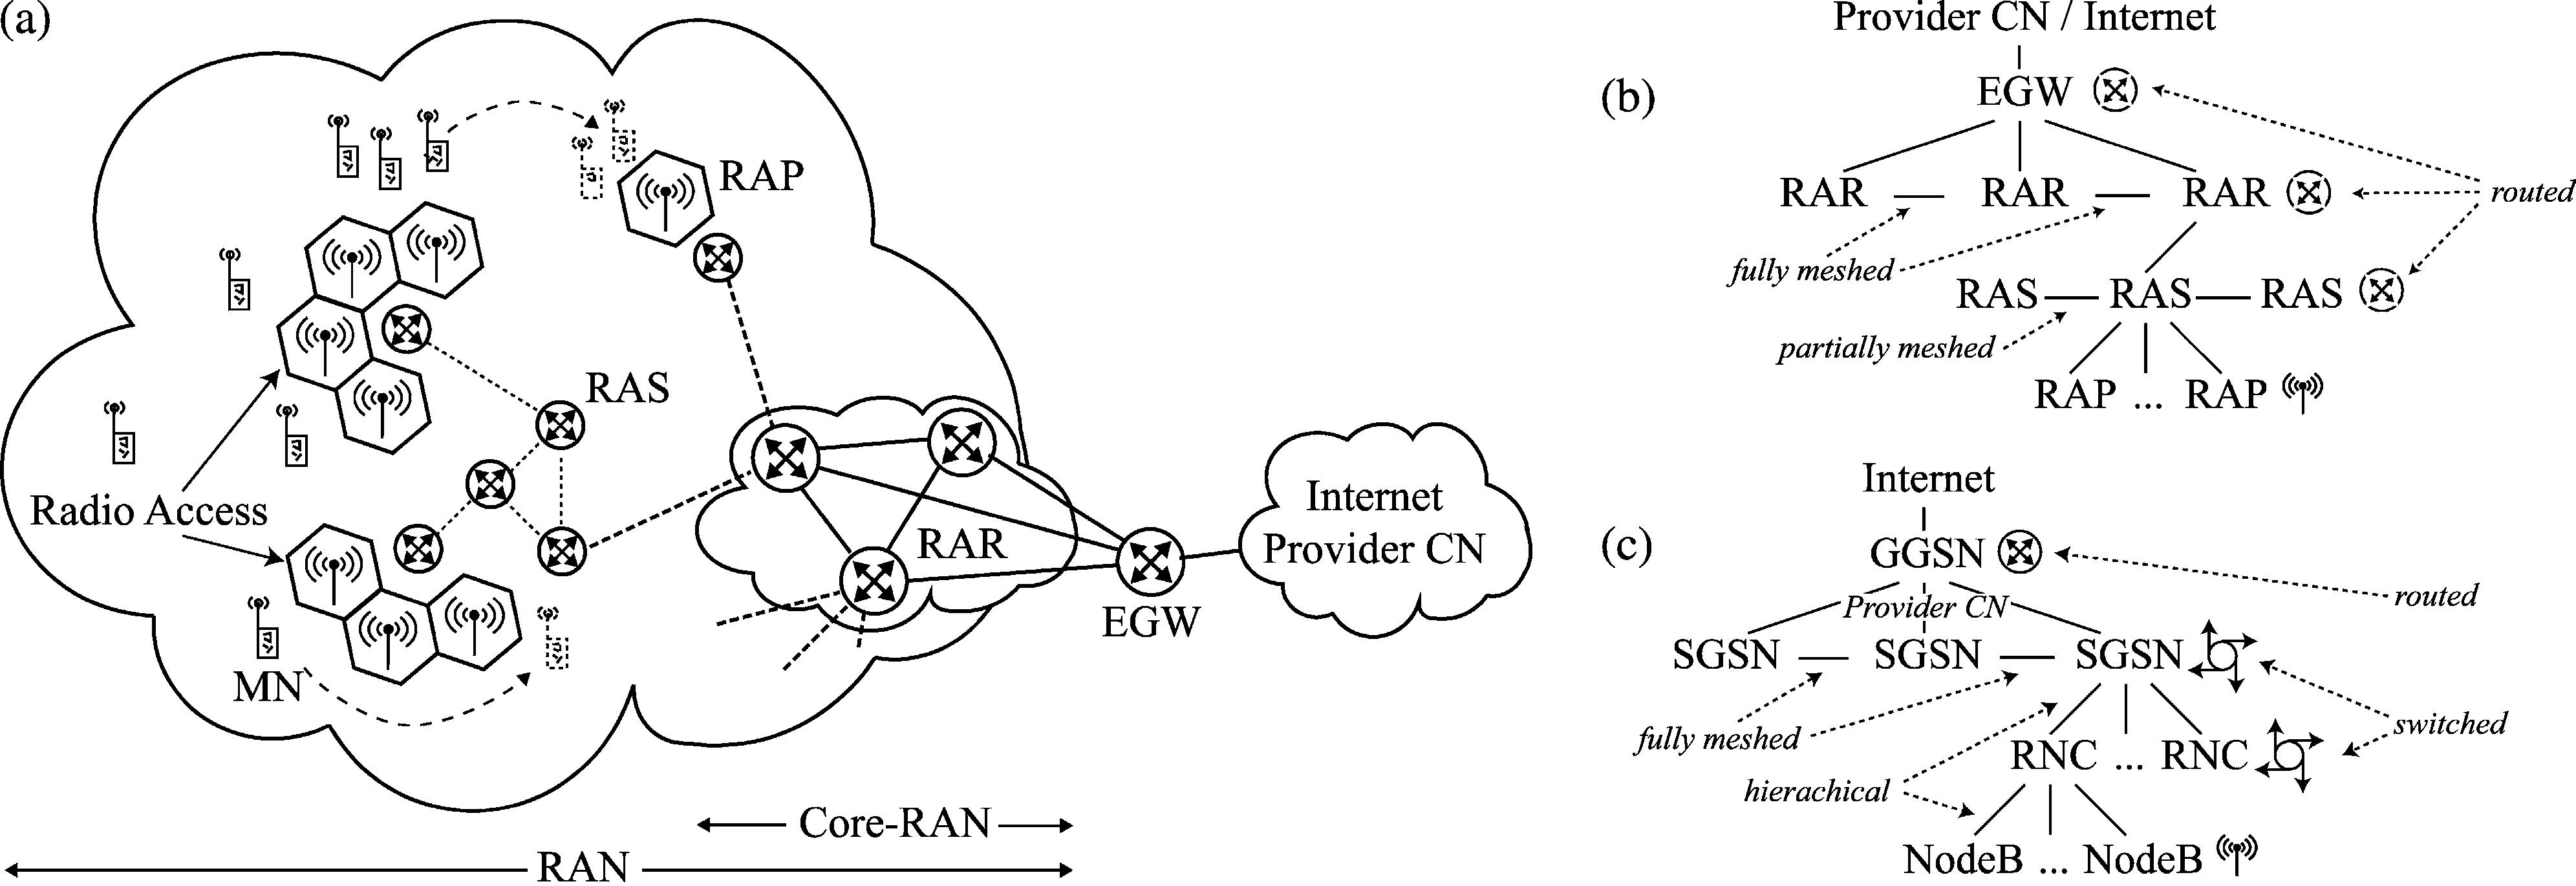 (a)
RAP
RAS
Radio Access
MN
RAR
EGW
Internet
Provider CN
Core-RAN
RAN
(b)
Provider CN / Internet
EGW
routed
RAR RAR RAR
fully meshed
RAS RAS RAS
partially meshed
RAP ... RAP
(c)
Internet
GGSN
routed
Provider CN
SGSN SGSN SGSN
fully meshed
switched
RNC ... RNC
hierachical
NodeB ... NodeB